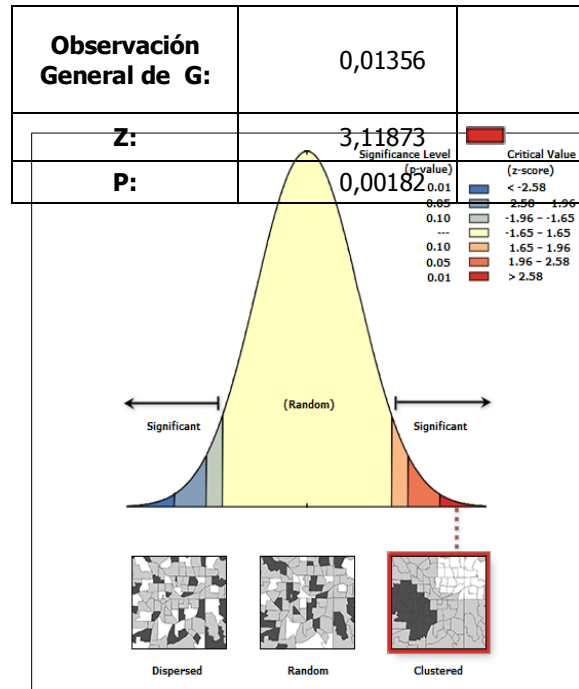 Observación
General de G:
0,01356
Z:
3,11873
P:
0,00182
Significance Level
(p-value)
Critical Value
(z-score)
0.01 < -2.58
0.05 -2.58 - -1.96
0.10 -1.96 - -1.65
--- -1.65 - 1.65
0.10 1.65 - 1.96
0.05 1.96 - 2.58
0.01 > 2.58
(Random)
Significant
Significant
Dispersed
Random
Clustered